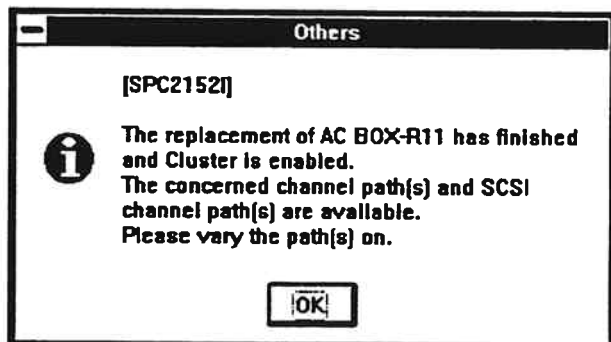 Others
[SPC2152I]
The replacement of AC BOX-R11 has finished
and Cluster is enabled.
The concerned channel path(s) and SCSI
channel path(s) are available.
Please vary the path(s) on.
OK